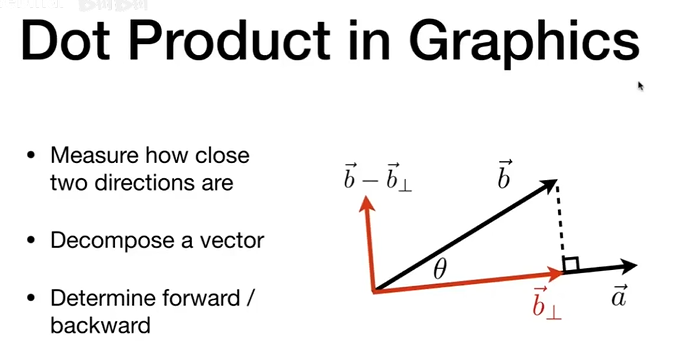 Dot Product in Graphics
• Measure how close
two directions are
• Decompose a vector
• Determine forward /
backward
$\vec{b} - \vec{b}_\perp$
$\vec{b}$
$\theta$
$\vec{b}_\perp$
$\vec{a}$